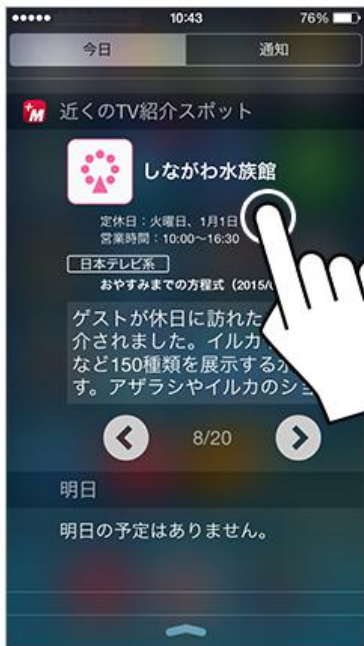 10:43
76%
今日
通知
+M
近くのTV紹介スポット
しながわ水族館
定休日：火曜日、1月1日
営業時間：10:00～16:30
日本テレビ系
おやすみまでの方程式（2015/0
ゲストが休日に訪れた
介されました。イルカ
など150種類を展示する
す。アザラシやイルカのショ
8/20
明日
明日の予定はありません。